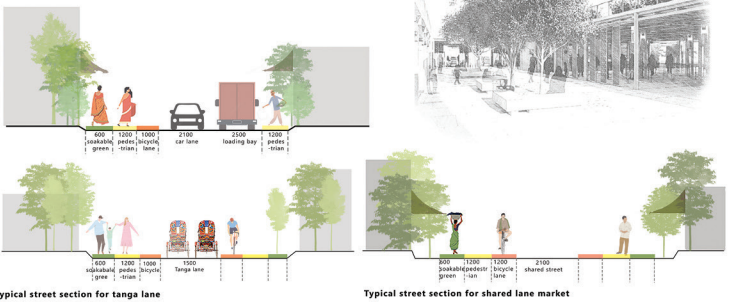 600 1200 1000 2100 2500 1200
soakable pedes bicycle car lane loading bay pedes
green -trian lane -trian
600 1200 1000 1500
soakabale pedes bicycle Tanga lane
gree -trian
ypical street section for tanga lane
600 1200 1200 2100
soakable pedestr bicycle shared street
green -ian lane
Typical street section for shared lane market